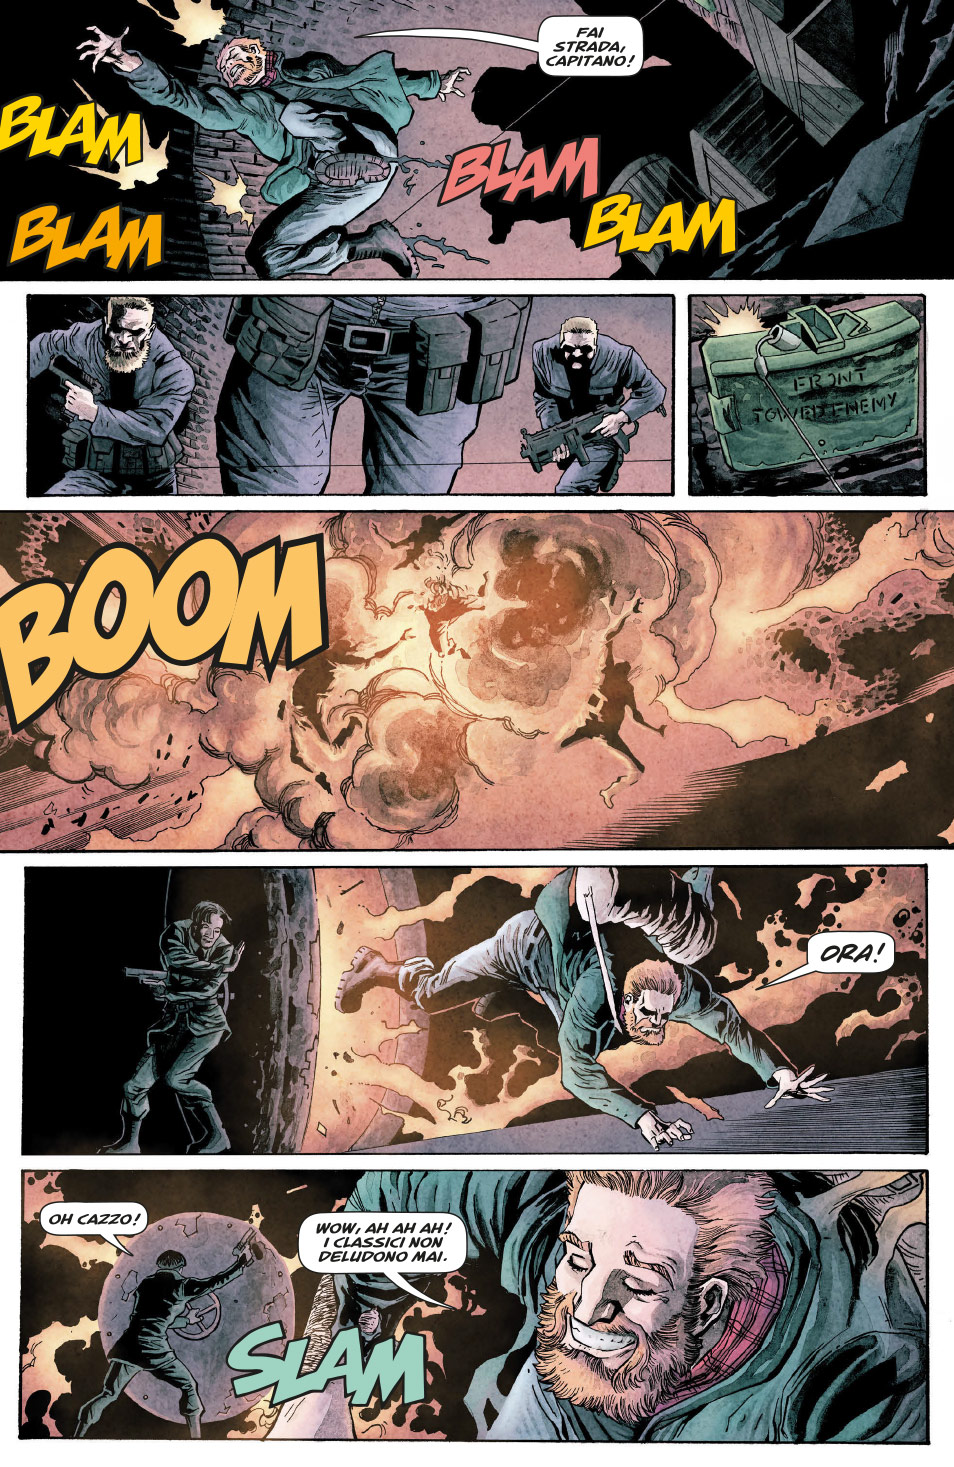 FAI
STRADA,
CAPITANO!
BLAM
BLAM
BLAM
BLAM
FRONT
TOWARD ENEMY
BOOM
ORA!
OH CAZZO!
WOW, AH AH AH!
I CLASSICI NON
DELUDONO MAI.
SLAM